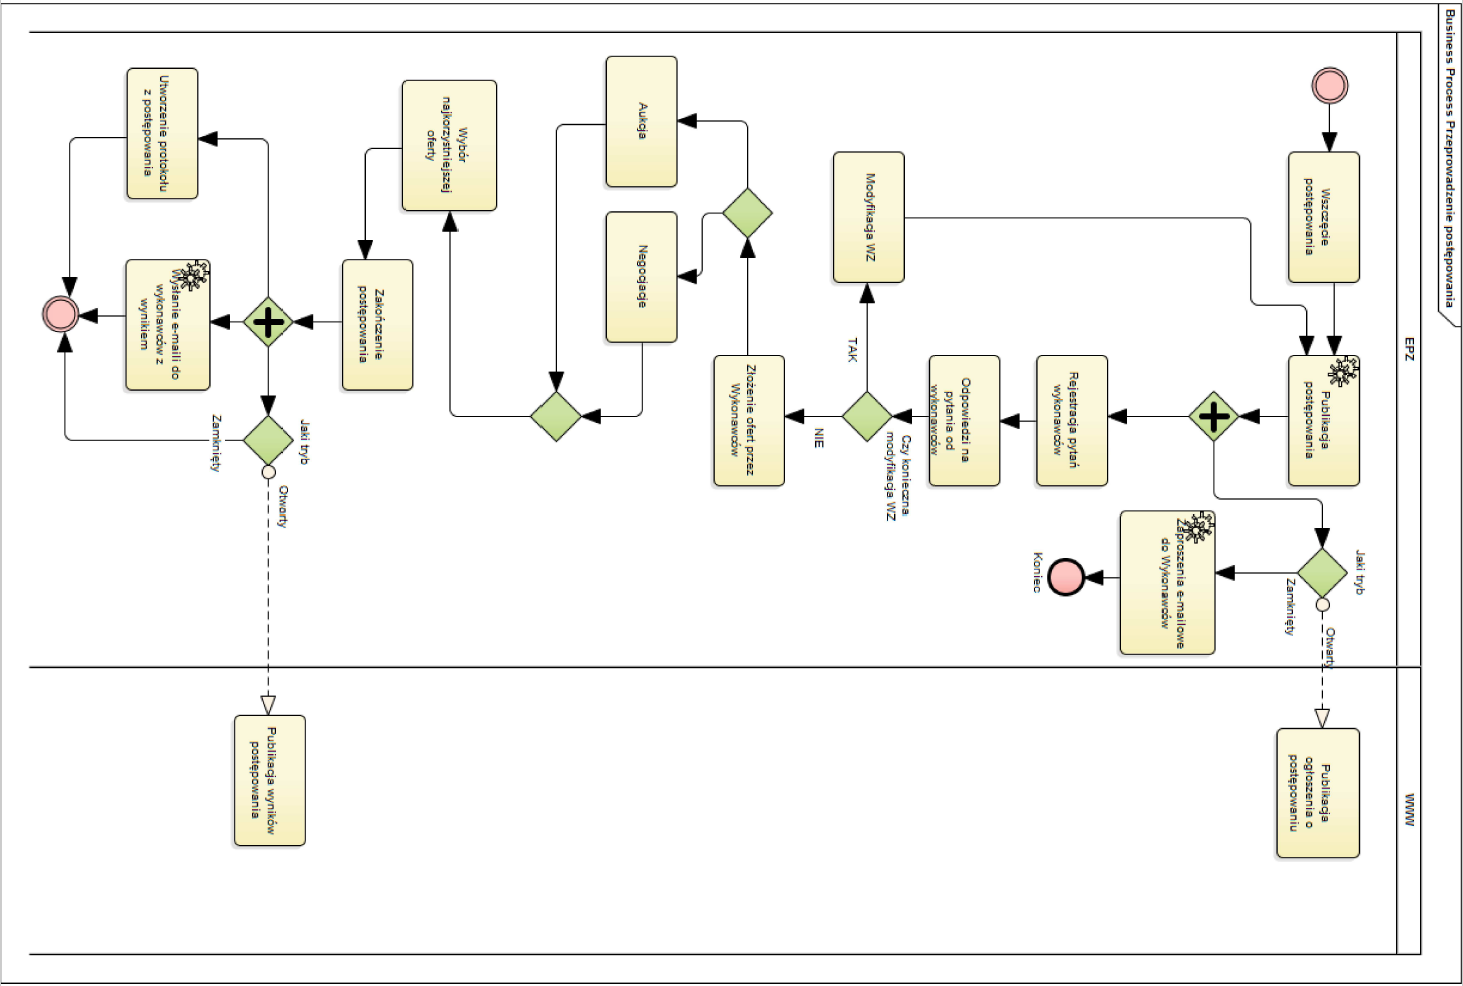 Business Process Przeprowadzenie postępowania
EPZ
WWW
Wszczęcie
postępowania
Publikacja
postępowania
Jaki tryb
Otwarty
Zamknięty
Publikacja
ogłoszenia o
postępowaniu
Zaproszenia e-mailowe
do Wykonawców
Koniec
Rejestracja pytań
wykonawców
Odpowiedzi na
pytania od
wykonawców
Czy konieczna
modyfikacja WZ
TAK
NIE
Modyfikacja WZ
Złożenie ofert przez
Wykonawców
Aukcja
Negocjacje
Wybór
najkorzystniejszej
oferty
Zakończenie
postępowania
Jaki tryb
Otwarty
Zamknięty
Utworzenie protokołu
z postępowania
Wysłanie e-maili do
wykonawców z
wynikiem
Publikacja wyników
postępowania